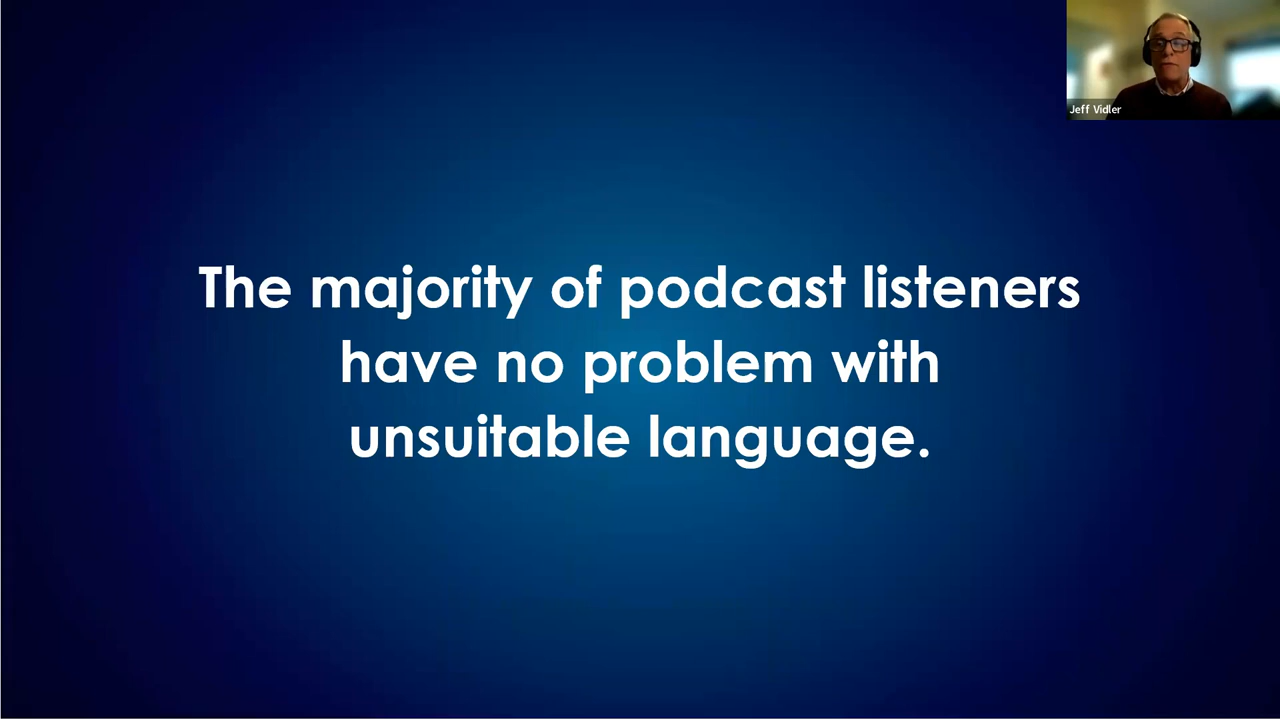 Jeff Vidler
The majority of podcast listeners
have no problem with
unsuitable language.